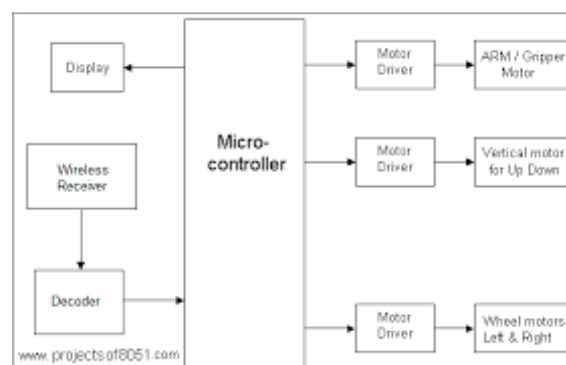 Display
Wireless
Receiver
Decoder
www.projectsof8051.com
Micro-
controller
Motor
Driver
ARM / Gripper
Motor
Motor
Driver
Vertical motor
for Up Down
Motor
Driver
Wheel motors
Left & Right